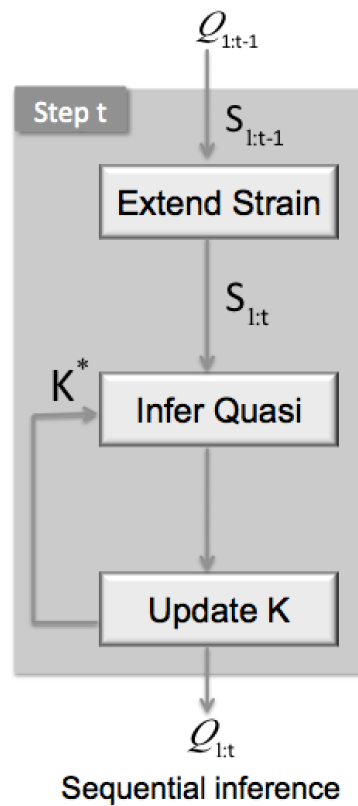 𝒬1:t-1
Step t
S1:t-1
Extend Strain
S1:t
K*
Infer Quasi
Update K
𝒬1:t
Sequential inference